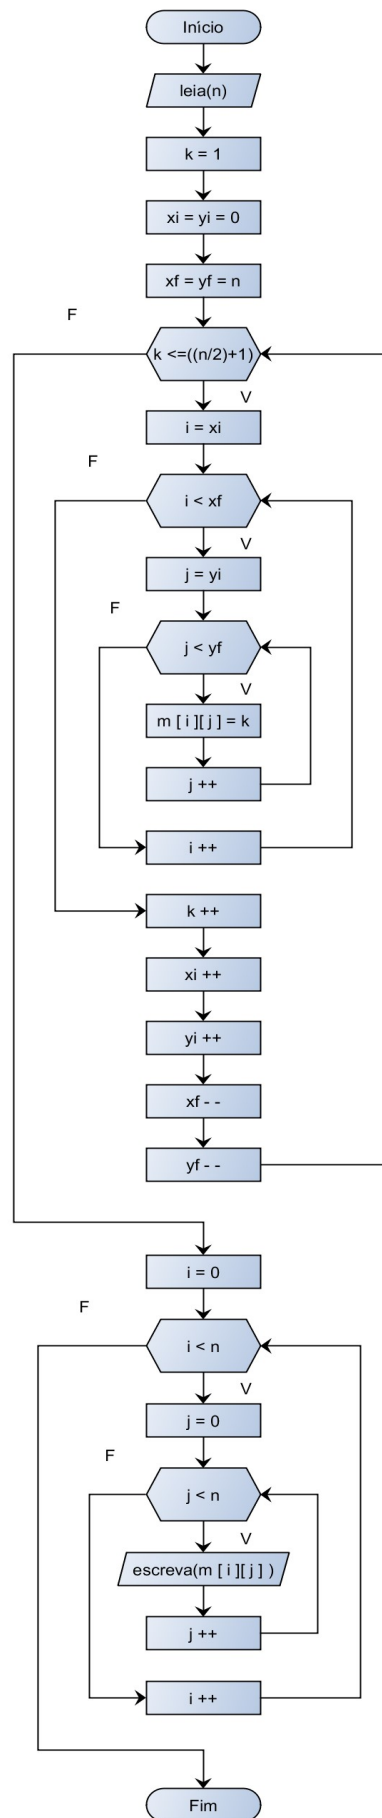 Início
leia(n)
k = 1
xi = yi = 0
xf = yf = n
F
k <=((n/2)+1)
V
i = xi
F
i < xf
V
j = yi
F
j < yf
V
m [ i ][ j ] = k
j ++
i ++
k ++
xi ++
yi ++
xf - -
yf - -
i = 0
F
i < n
V
j = 0
F
j < n
V
escreva(m [ i ][ j ] )
j ++
i ++
Fim